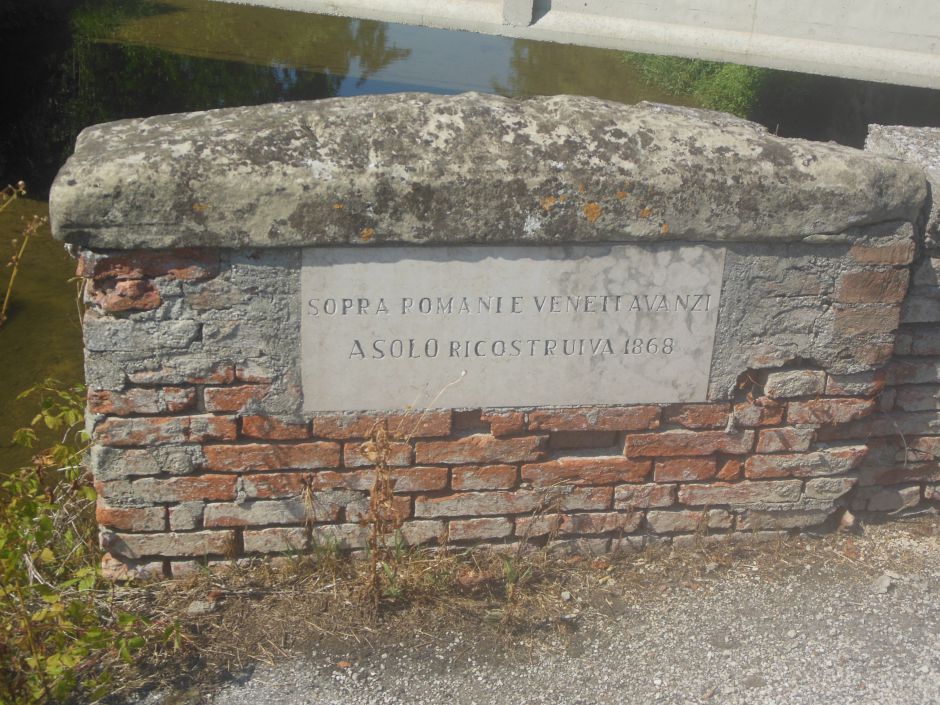 SOPRA ROMANI E VENETI AVANZI
ASOLO RICOSTRUIVA 1868